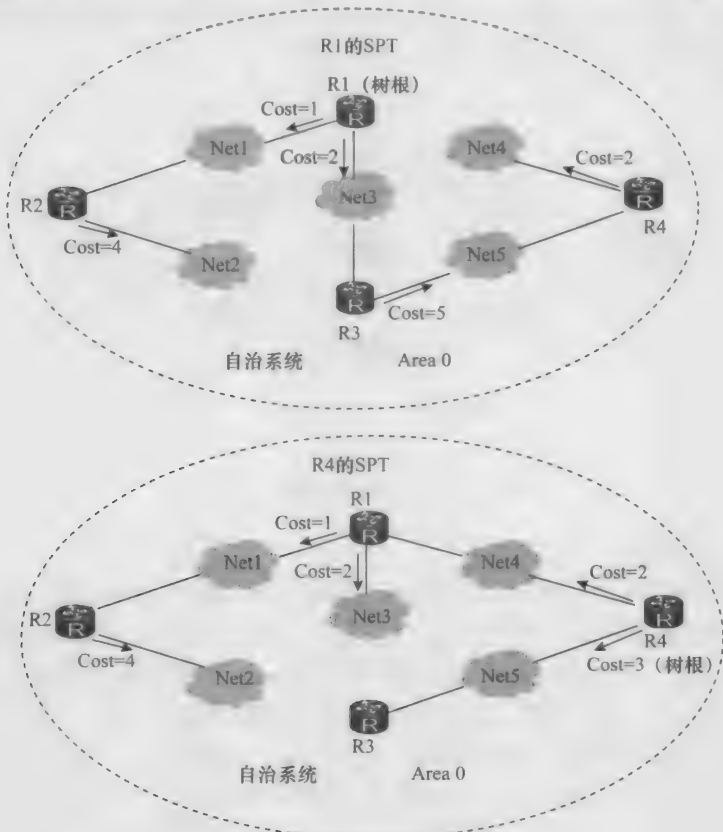 R1的SPT
R1（树根）
Cost=1
Net1
Cost=2
Net4
Cost=2
R
R2
R
Net3
R
R4
Cost=4
Net2
Net5
R
R3
Cost=5
自治系统 Area 0
R4的SPT
R1
Cost=1
R
Net1
Cost=2
Net4
Cost=2
R2
R
Net3
R
R4
Cost=4
Cost=3（树根）
Net2
Net5
R
R3
自治系统 Area 0